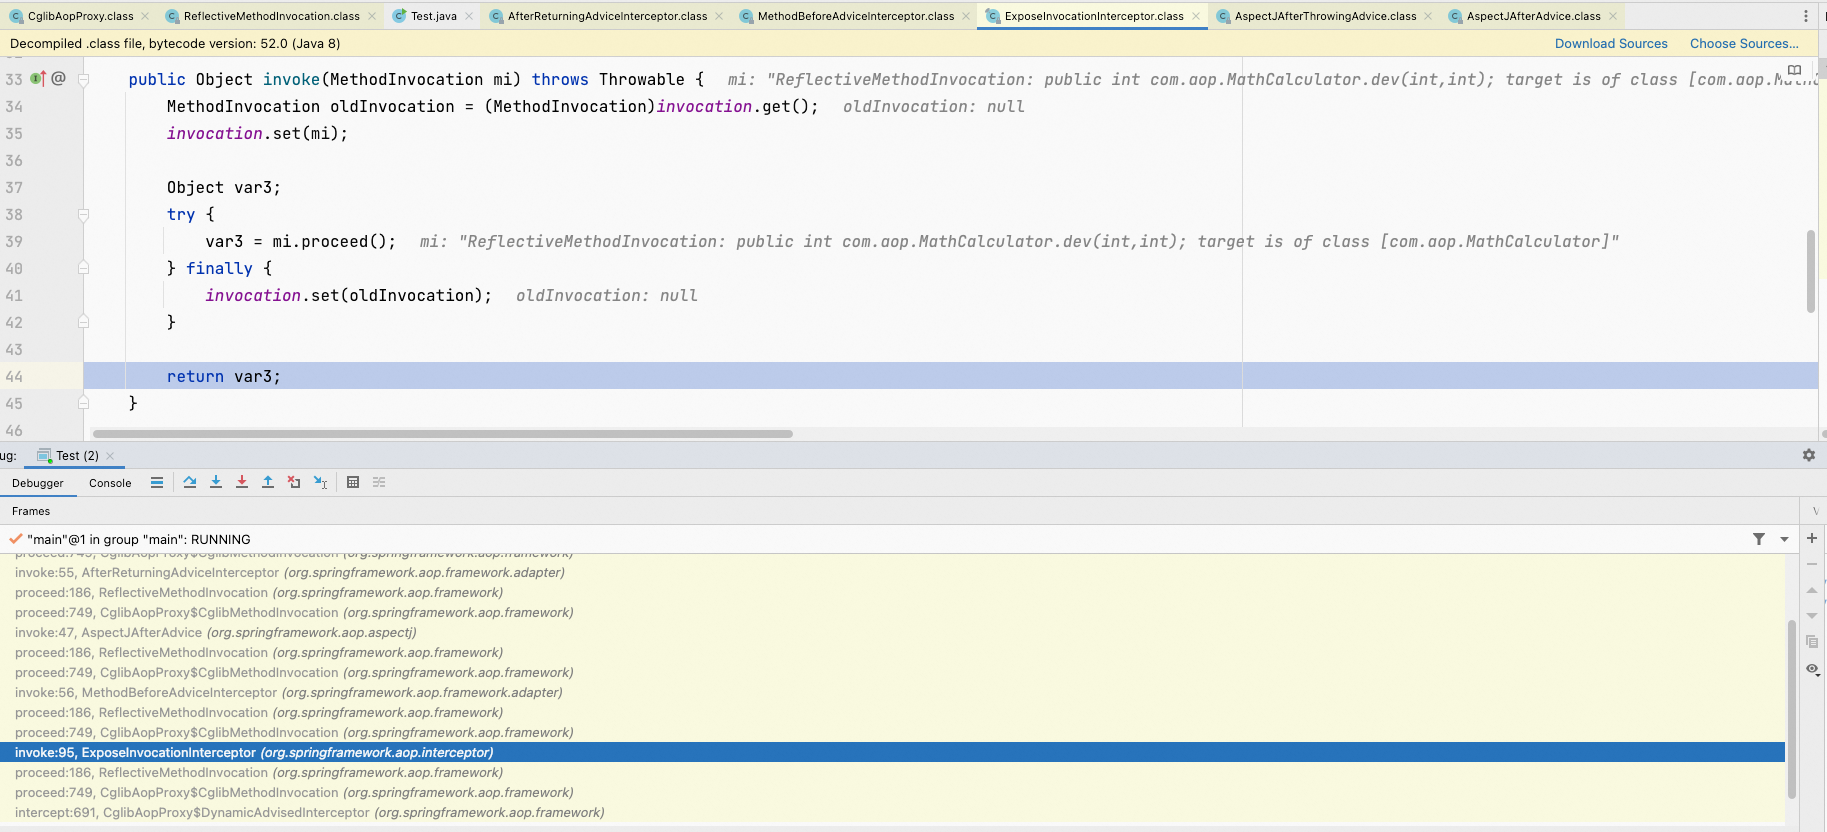 CglibAopProxy.class ReflectiveMethodInvocation.class Test.java AfterReturningAdviceInterceptor.class MethodBeforeAdviceInterceptor.class ExposeInvocationInterceptor.class AspectJAfterThrowingAdvice.class AspectJAfterAdvice.class
Decompiled .class file, bytecode version: 52.0 (Java 8) Download Sources Choose Sources...
33 @ public Object invoke(MethodInvocation mi) throws Throwable { mi: "ReflectiveMethodInvocation: public int com.aop.MathCalculator.dev(int,int); target is of class [com.aop.
34 MethodInvocation oldInvocation = (MethodInvocation)invocation.get(); oldInvocation: null
35 invocation.set(mi);
36
37 Object var3;
38 try {
39 var3 = mi.proceed(); mi: "ReflectiveMethodInvocation: public int com.aop.MathCalculator.dev(int,int); target is of class [com.aop.MathCalculator]"
40 } finally {
41 invocation.set(oldInvocation); oldInvocation: null
42 }
43
44 return var3;
45 }
46
ug: Test (2)
Debugger Console
Frames
"main"@1 in group "main": RUNNING
proceed:749, CglibAopProxy$CglibMethodInvocation (org.springframework.aop.framework)
invoke:55, AfterReturningAdviceInterceptor (org.springframework.aop.framework.adapter)
proceed:186, ReflectiveMethodInvocation (org.springframework.aop.framework)
proceed:749, CglibAopProxy$CglibMethodInvocation (org.springframework.aop.framework)
invoke:47, AspectJAfterAdvice (org.springframework.aop.aspectj)
proceed:186, ReflectiveMethodInvocation (org.springframework.aop.framework)
proceed:749, CglibAopProxy$CglibMethodInvocation (org.springframework.aop.framework)
invoke:56, MethodBeforeAdviceInterceptor (org.springframework.aop.framework.adapter)
proceed:186, ReflectiveMethodInvocation (org.springframework.aop.framework)
proceed:749, CglibAopProxy$CglibMethodInvocation (org.springframework.aop.framework)
invoke:95, ExposeInvocationInterceptor (org.springframework.aop.interceptor)
proceed:186, ReflectiveMethodInvocation (org.springframework.aop.framework)
proceed:749, CglibAopProxy$CglibMethodInvocation (org.springframework.aop.framework)
intercept:691, CglibAopProxy$DynamicAdvisedInterceptor (org.springframework.aop.framework)